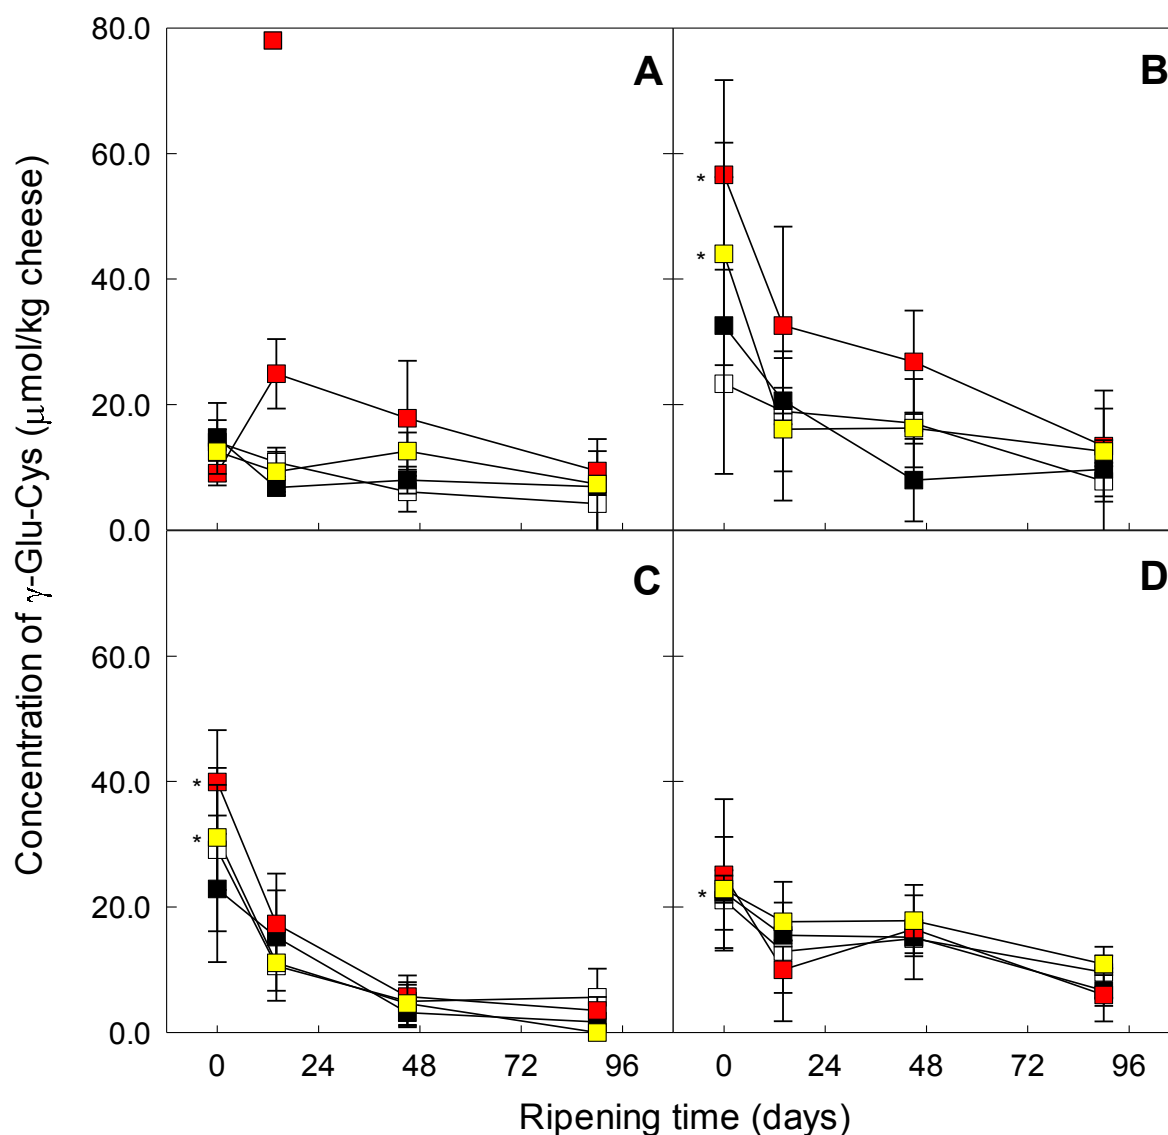 80.0
A
B
60.0
*
*
40.0
20.0
0.0
C
D
60.0
40.0
*
*
20.0
*
0.0
0 24 48 72 96 0 24 48 72 96
Ripening time (days)
Concentration of γ-Glu-Cys (μmol/kg cheese)